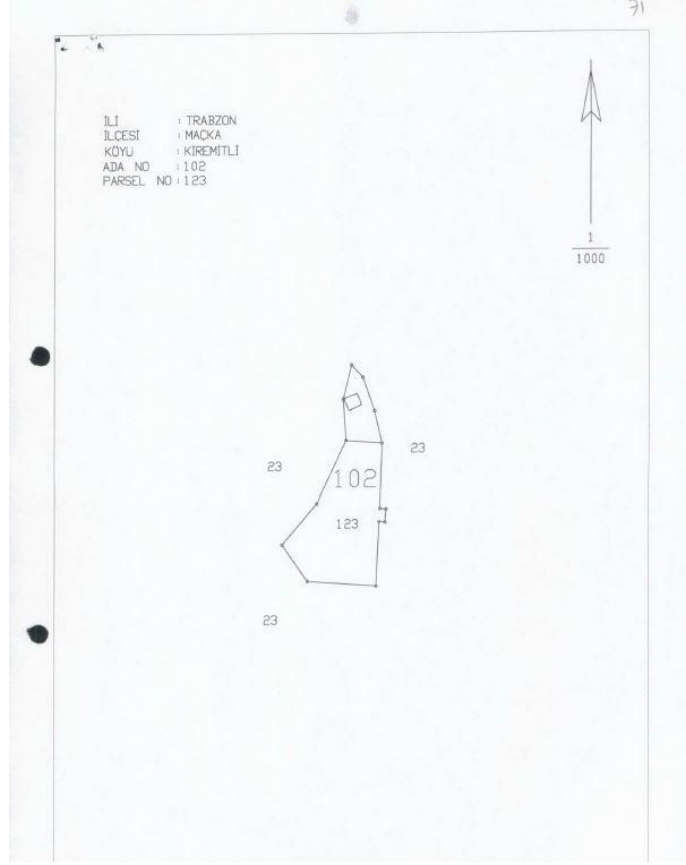 71
İLİ : TRABZON
İLÇESİ : MAÇKA
KÖYÜ : KİREMİTLİ
ADA NO : 102
PARSEL NO : 123
1
1000
23
23
102
123
23